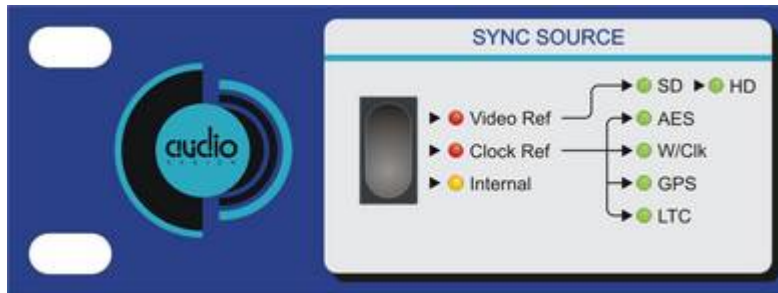 SYNC SOURCE
SD HD
Video Ref AES
Clock Ref W/Clk
Internal GPS
LTC
audio